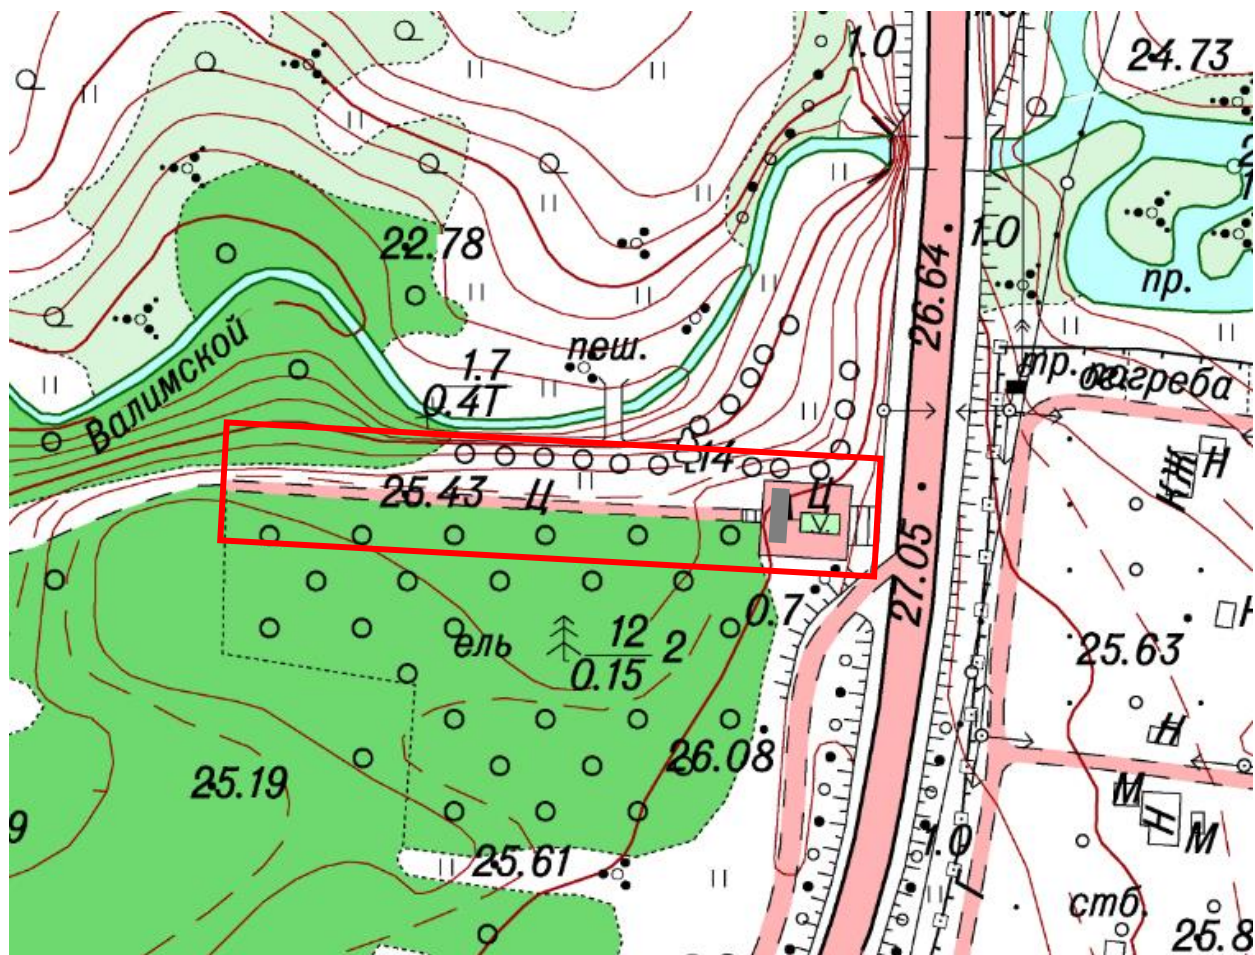 1.0
24.73
22.78
1.0
26.64
пр.
Валимской
1.7
0.4Т
пеш.
тр. погреба
КЖ
Н
14
25.43
Ц
Ц
27.05
0.7
ель
12
0.15
2
25.63
Н
26.08
25.19
М
Н
М
9
25.61
1.0
Г
стб.
25.8